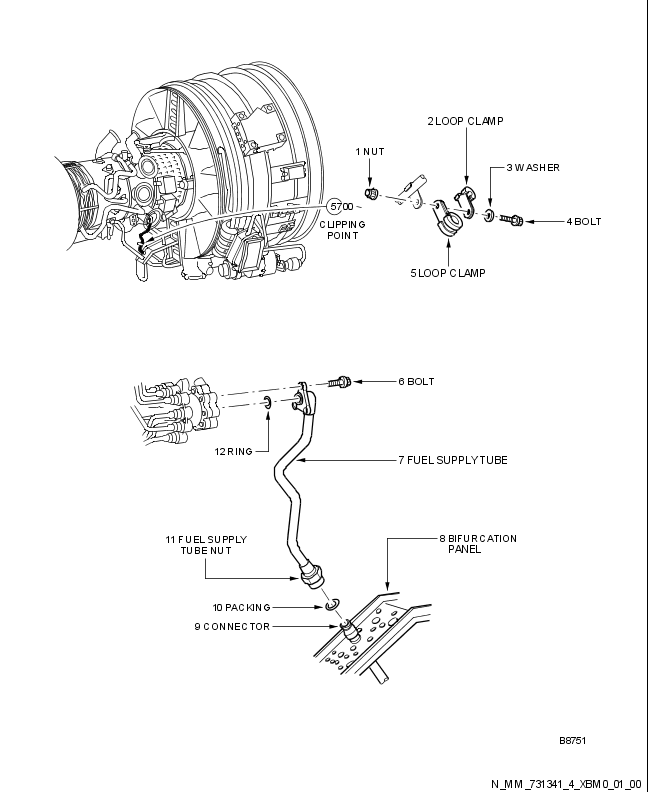 2 LOOP CLAMP
1 NUT
3 WASHER
5700
CLIPPING
POINT
4 BOLT
5 LOOP CLAMP
6 BOLT
12 RING
7 FUEL SUPPLY TUBE
11 FUEL SUPPLY
TUBE NUT
8 BIFURCATION
PANEL
10 PACKING
9 CONNECTOR
B8751
N_MM_731341_4_XBM0_01_00